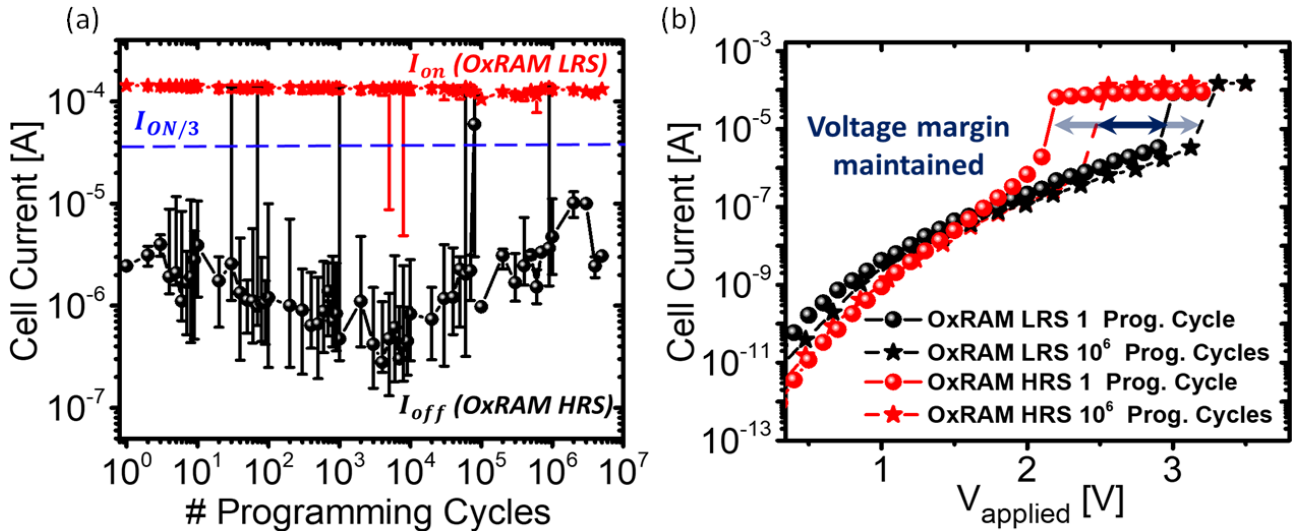 (a)
I_on (OxRAM LRS)
I_ON/3
I_off (OxRAM HRS)
10^-4
10^-5
10^-6
10^-7
Cell Current [A]
10^0 10^1 10^2 10^3 10^4 10^5 10^6 10^7
# Programming Cycles
(b)
10^-3
10^-5
10^-7
10^-9
10^-11
10^-13
Cell Current [A]
Voltage margin
maintained
OxRAM LRS 1 Prog. Cycle
OxRAM LRS 10^6 Prog. Cycles
OxRAM HRS 1 Prog. Cycle
OxRAM HRS 10^6 Prog. Cycles
1 2 3
V_applied [V]